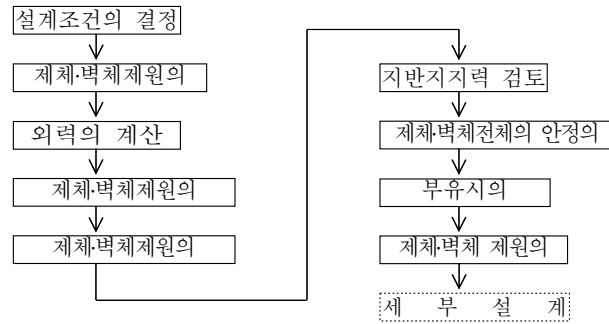 설계조건의 결정
제체·벽체제원의
외력의 계산
제체·벽체제원의
제체·벽체제원의
지반지지력 검토
제체·벽체전체의 안정의
부유시의
제체·벽체 제원의
세 부 설 계